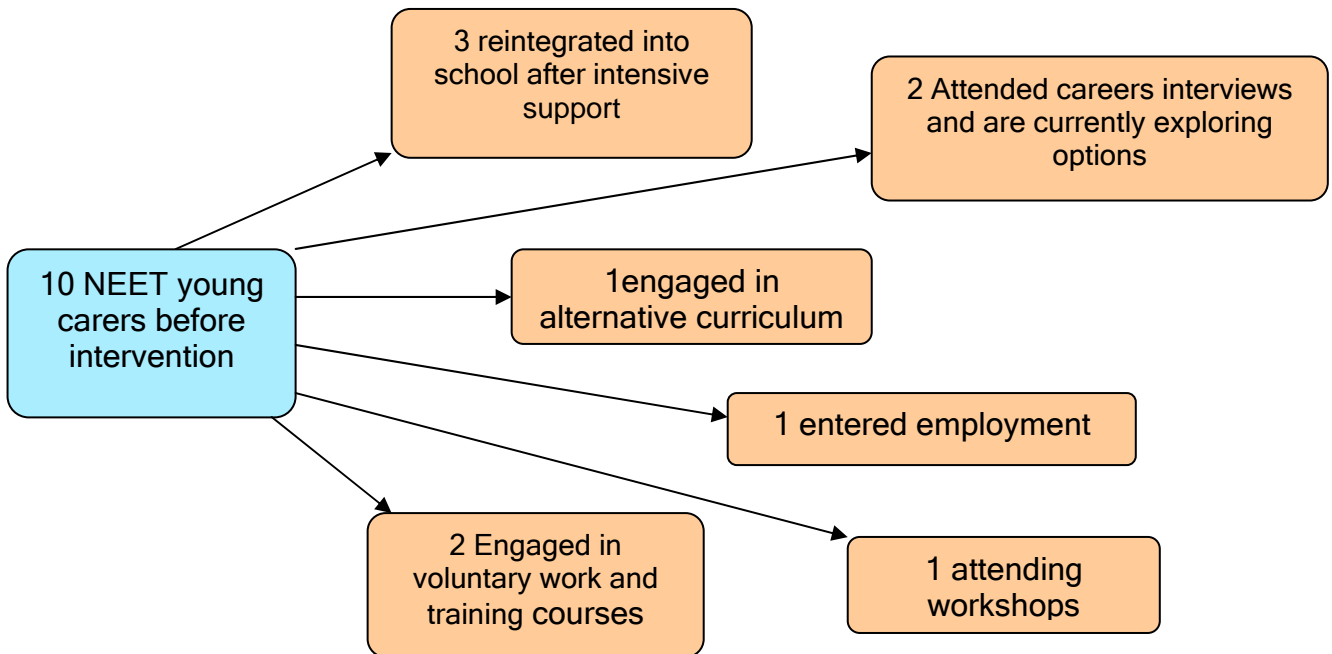 3 reintegrated into
school after intensive
support
2 Attended careers interviews
and are currently exploring
options
10 NEET young
carers before
intervention
1engaged in
alternative curriculum
1 entered employment
2 Engaged in
voluntary work and
training courses
1 attending
workshops